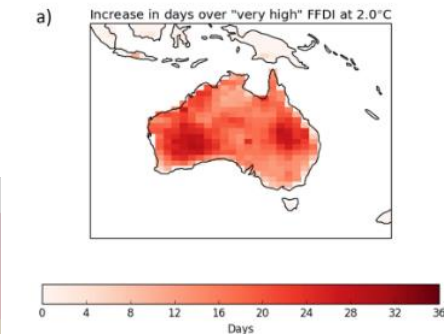 a)
Increase in days over "very high" FFDI at 2.0°C
0 4 8 12 16 20 24 28 32 36
Days